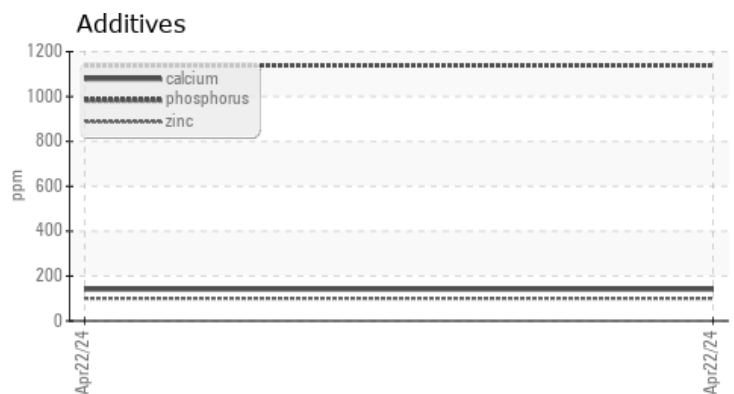 Additives
1200
1000
800
600
400
200
0
ppm
calcium
phosphorus
zinc
Apr22/24
Apr22/24